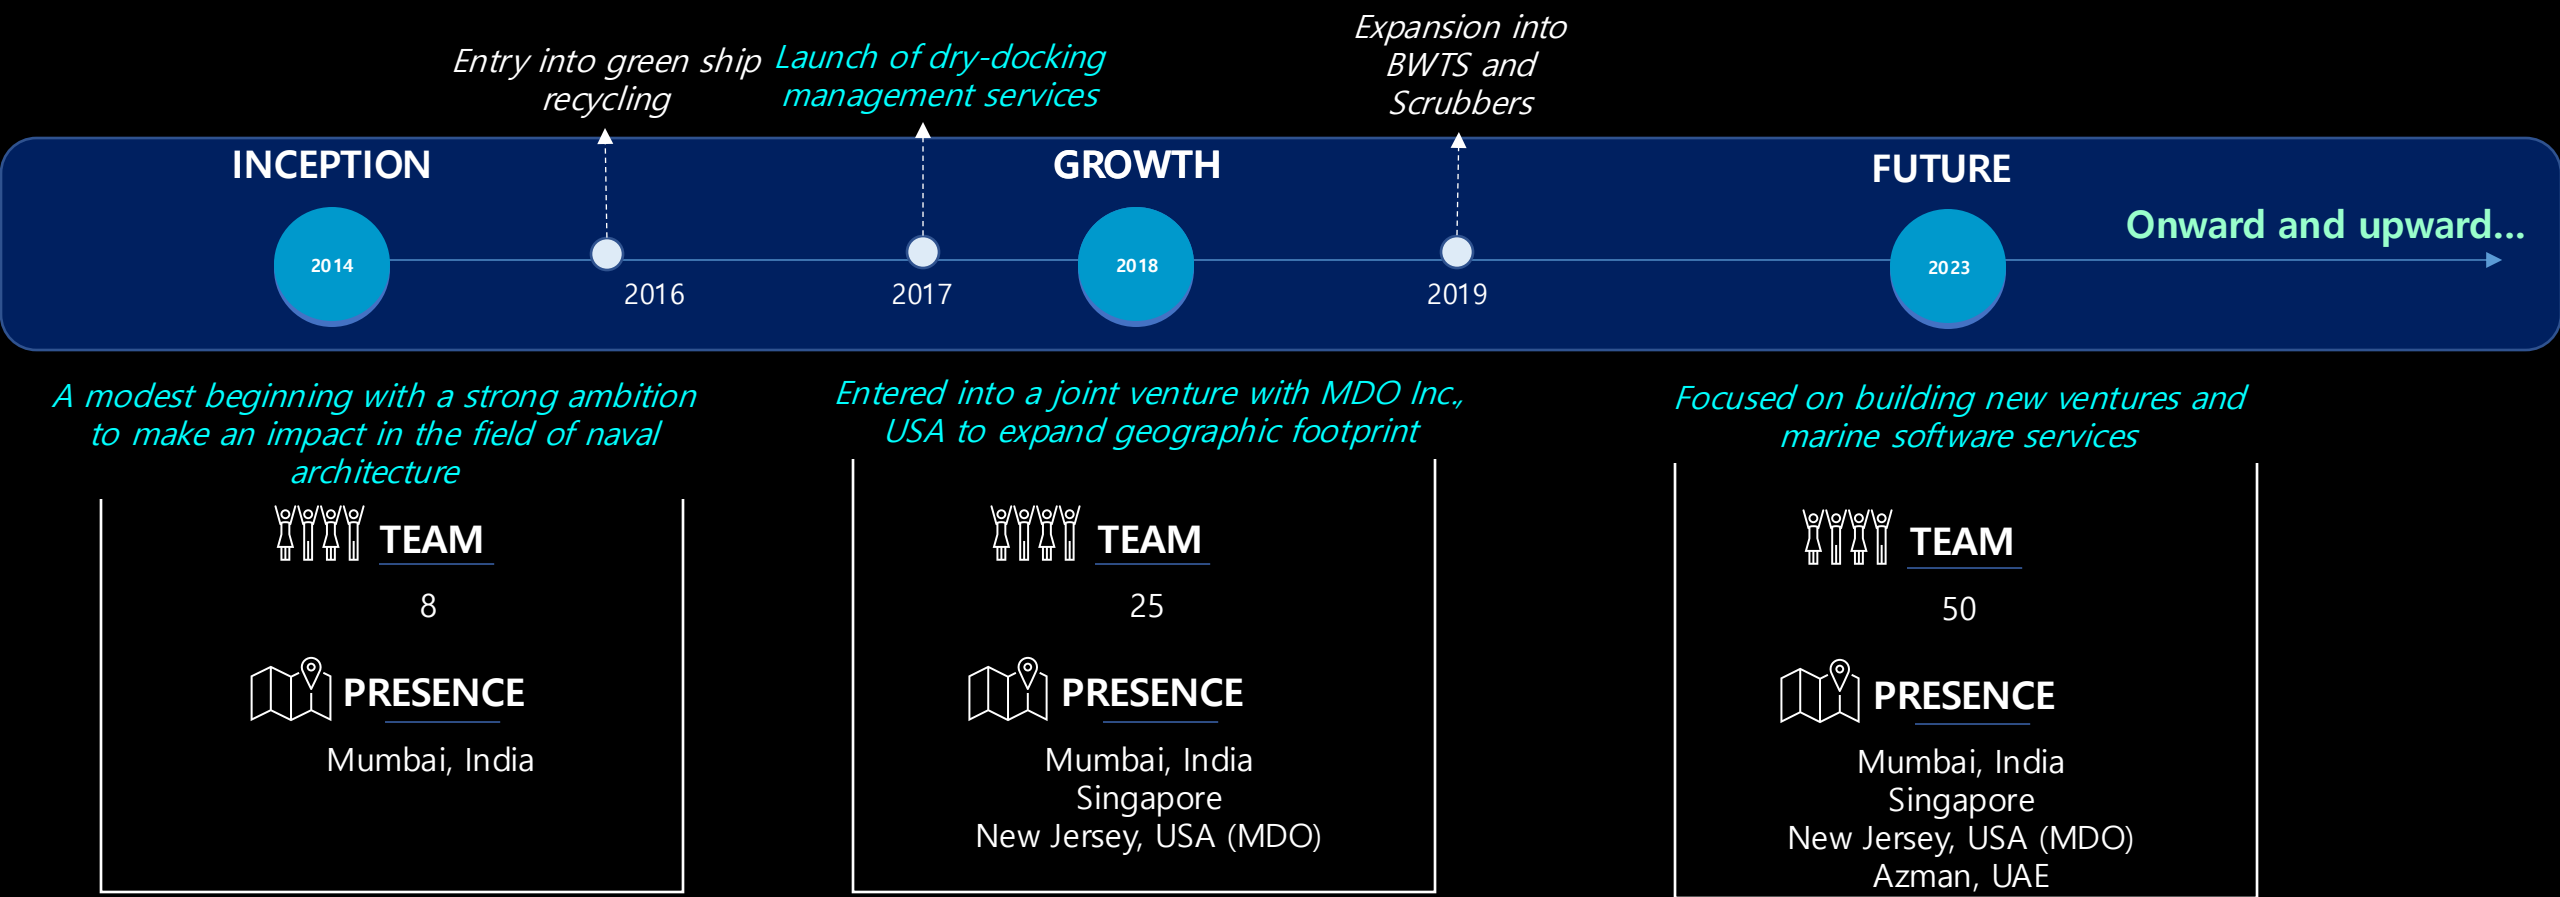 Entry into green ship
recycling
Launch of dry-docking
management services
Expansion into
BWTS and
Scrubbers
INCEPTION
GROWTH
FUTURE
Onward and upward...
2014
2018
2023
2016
2017
2019
A modest beginning with a strong ambition
to make an impact in the field of naval
architecture
TEAM
8
PRESENCE
Mumbai, India
Entered into a joint venture with MDO Inc.,
USA to expand geographic footprint
TEAM
25
PRESENCE
Mumbai, India
Singapore
New Jersey, USA (MDO)
Focused on building new ventures and
marine software services
TEAM
50
PRESENCE
Mumbai, India
Singapore
New Jersey, USA (MDO)
Azman, UAE